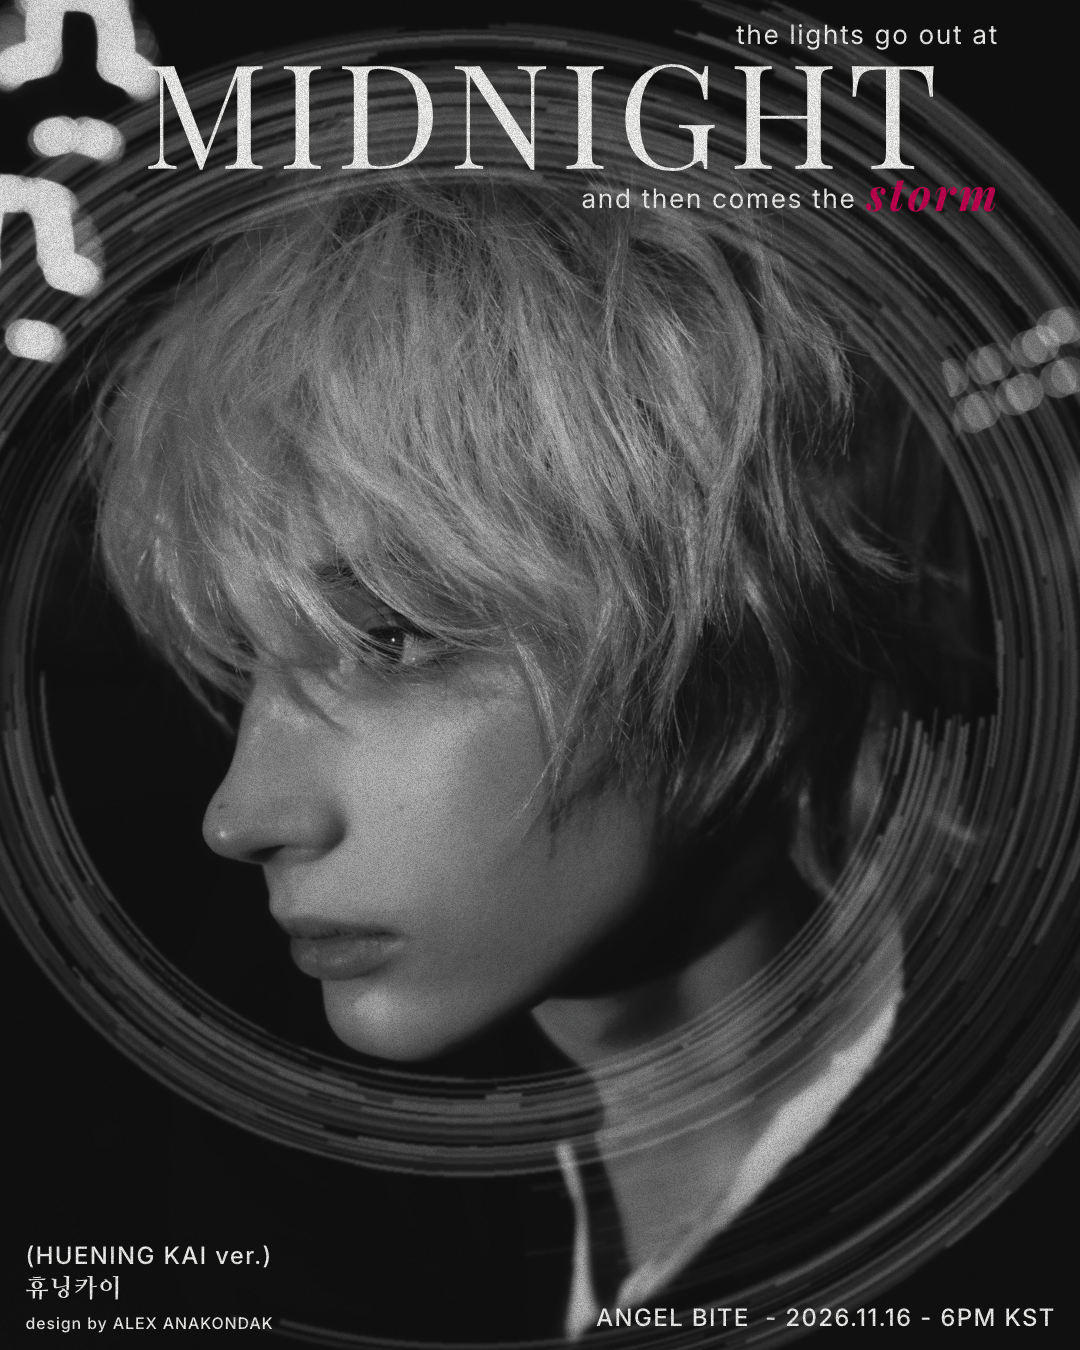 the lights go out at
MIDNIGHT
and then comes the storm
(HUENING KAI ver.)
휴닝카이
design by ALEX ANAKONDAK
ANGEL BITE - 2026.11.16 - 6PM KST